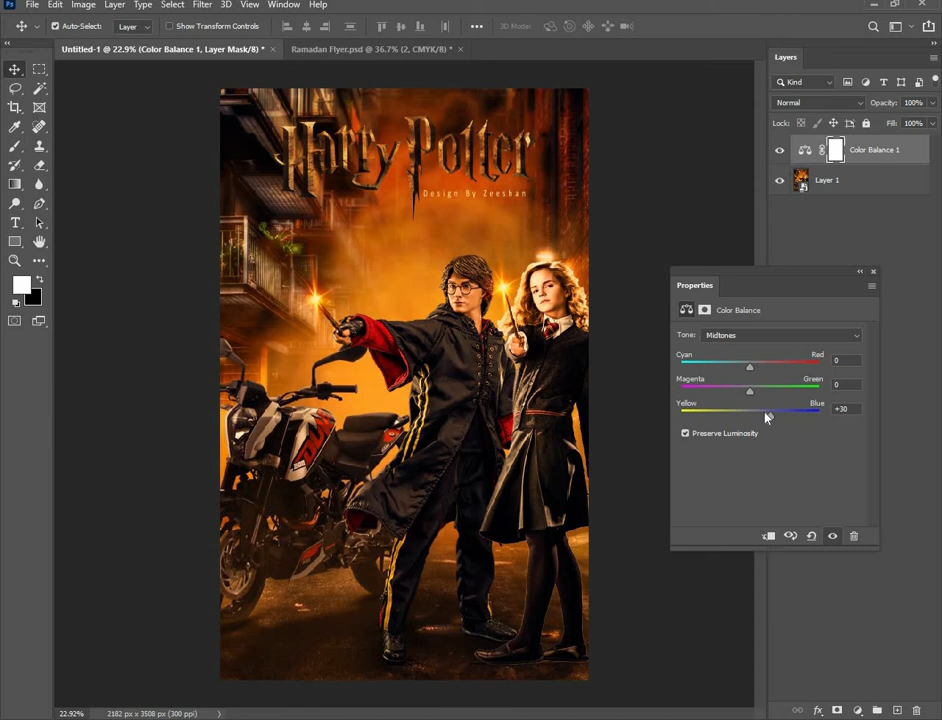 Ps File Edit Image Layer Type Select Filter 3D View Window Help
Auto-Select: Layer Show Transform Controls 3D Mode:
Untitled-1 @ 22.9% (Color Balance 1, Layer Mask/8) * × Ramadan Flyer.psd @ 36.7% (2, CMYK/8) * ×
Layers
Kind
Normal Opacity: 100%
Lock: Fill: 100%
Color Balance 1
Layer 1
Harry Potter
Design By Zeeshan
Properties
Color Balance
Tone: Midtones
Cyan Red 0
Magenta Green 0
Yellow Blue +30
Preserve Luminosity
22.92% 2182 px x 3508 px (300 ppi)